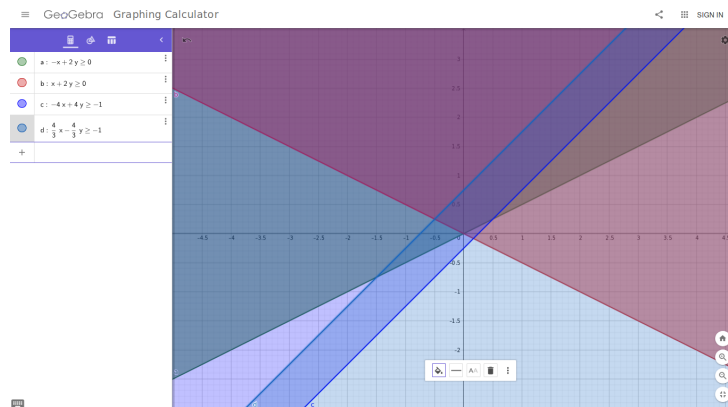 GeoGebra Graphing Calculator
SIGN IN
a : −x + 2 y ≥ 0
b : x + 2 y ≥ 0
c : −4 x + 4 y ≥ −1
d : 4/3 x − 4/3 y ≥ −1
+
3
2
1.5
1
0.5
-4.5 -4 -3.5 -3 -2.5 -2 -1.5 -1 -0.5 0 0.5 1 1.5 2 2.5 3 3.5 4 4.5
-0.5
-1
-1.5
-2
AA